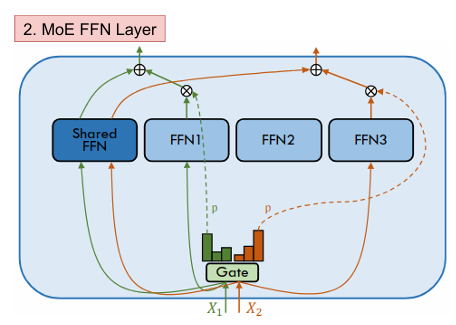 2. MoE FFN Layer
Shared
FFN
FFN1
FFN2
FFN3
p
p
Gate
X₁
X₂